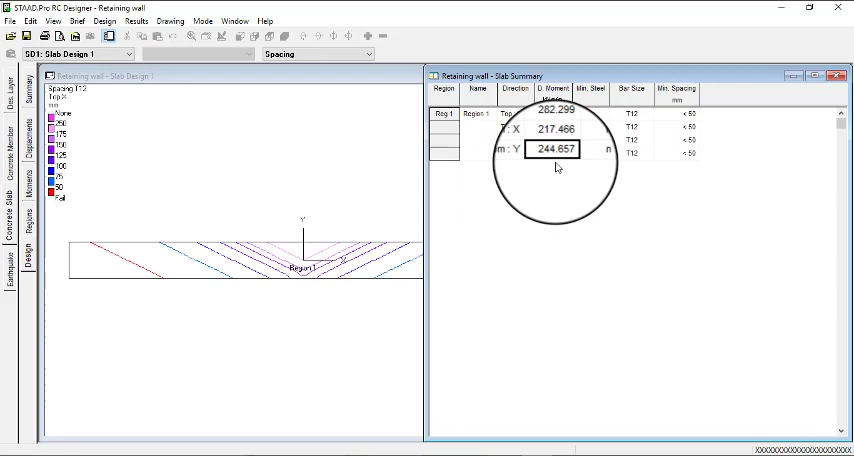 STAAD.Pro RC Designer - Retaining wall
File Edit View Brief Design Results Drawing Mode Window Help
SD1: Slab Design 1 Spacing
Des. Layer
Concrete Member
Concrete Slab
Earthquake
Summary
Displacements
Moments
Regions
Design
Retaining wall - Slab Design 1
Spacing T12
Top X
mm
None
250
175
150
125
100
75
50
Fail
Y
X
Region 1
Retaining wall - Slab Summary
Region Name Direction D. Moment Min. Steel Bar Size Min. Spacing
mm
Reg 1 Region 1 Top 282.299 T12 < 50
: X 217.466 T12 < 50
m : Y 244.657 n T12 < 50
T12 < 50
XXXXXXXXXXXXXXXXXXXXX